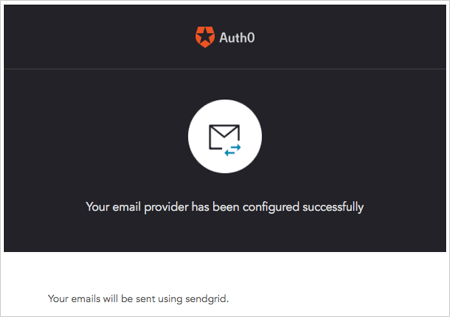 Auth0
Your email provider has been configured successfully
Your emails will be sent using sendgrid.